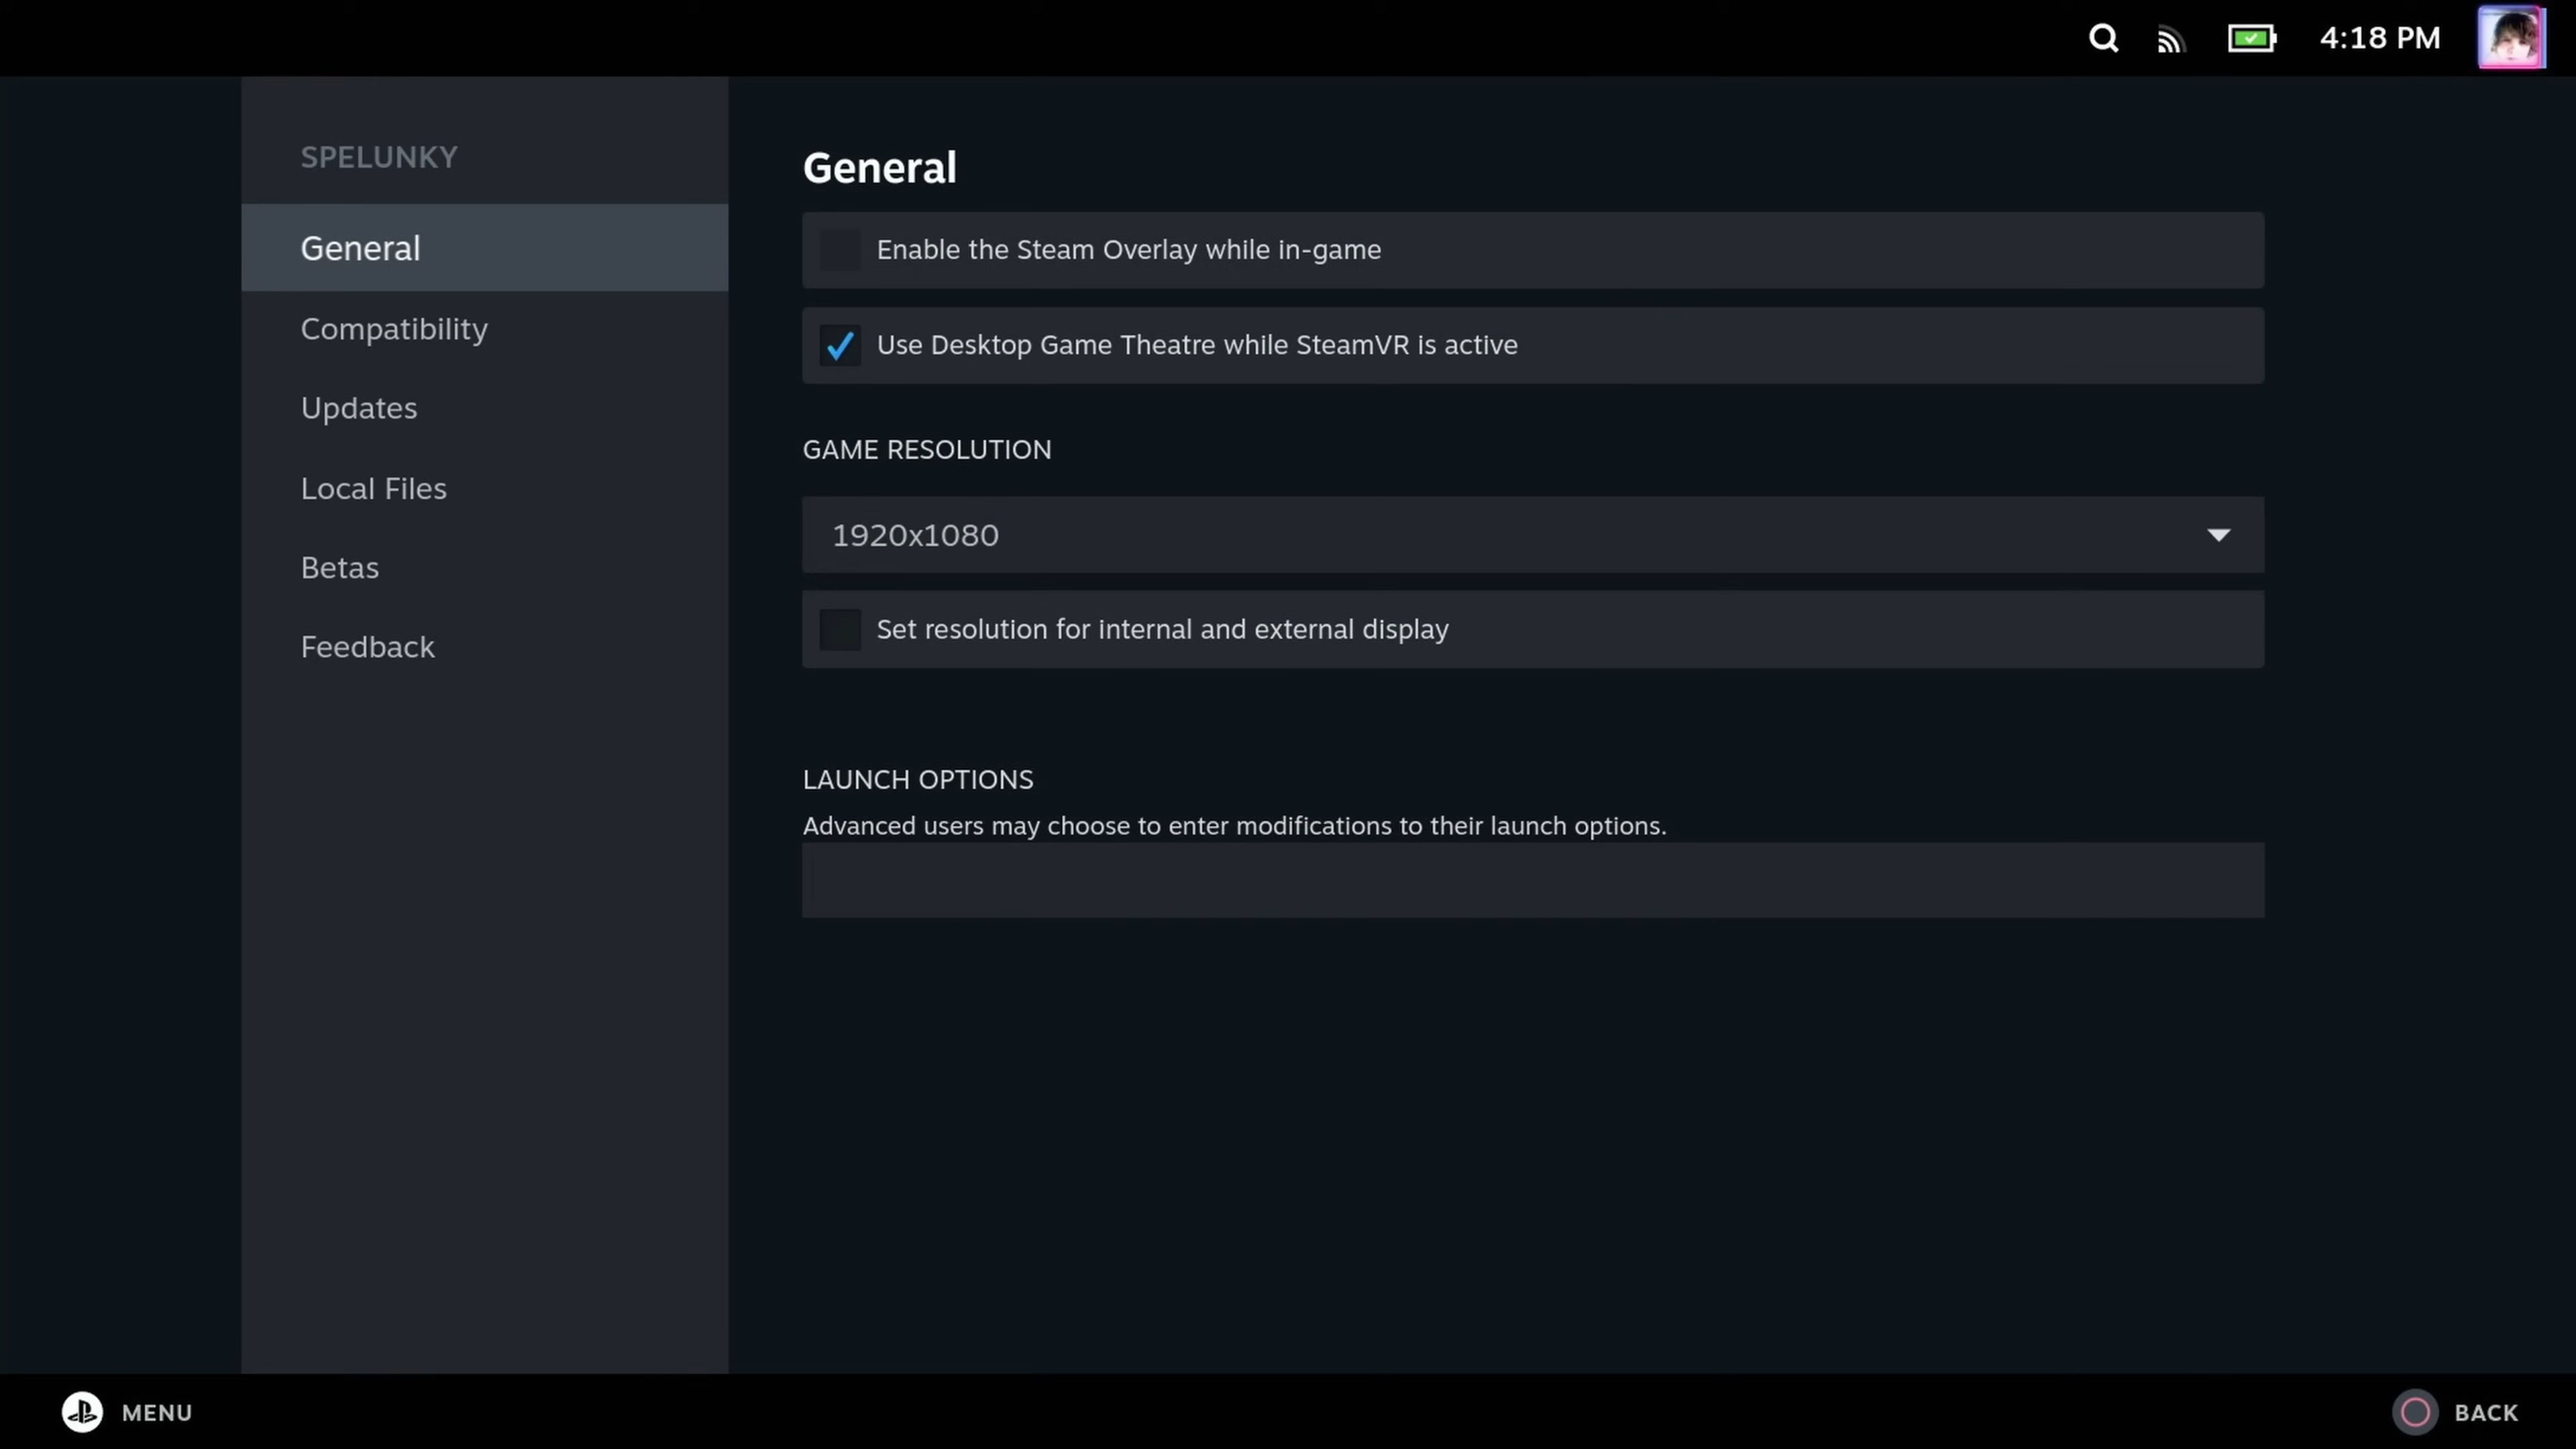 4:18 PM
SPELUNKY
General
Compatibility
Updates
Local Files
Betas
Feedback
General
Enable the Steam Overlay while in-game
Use Desktop Game Theatre while SteamVR is active
GAME RESOLUTION
1920x1080
Set resolution for internal and external display
LAUNCH OPTIONS
Advanced users may choose to enter modifications to their launch options.
MENU
BACK